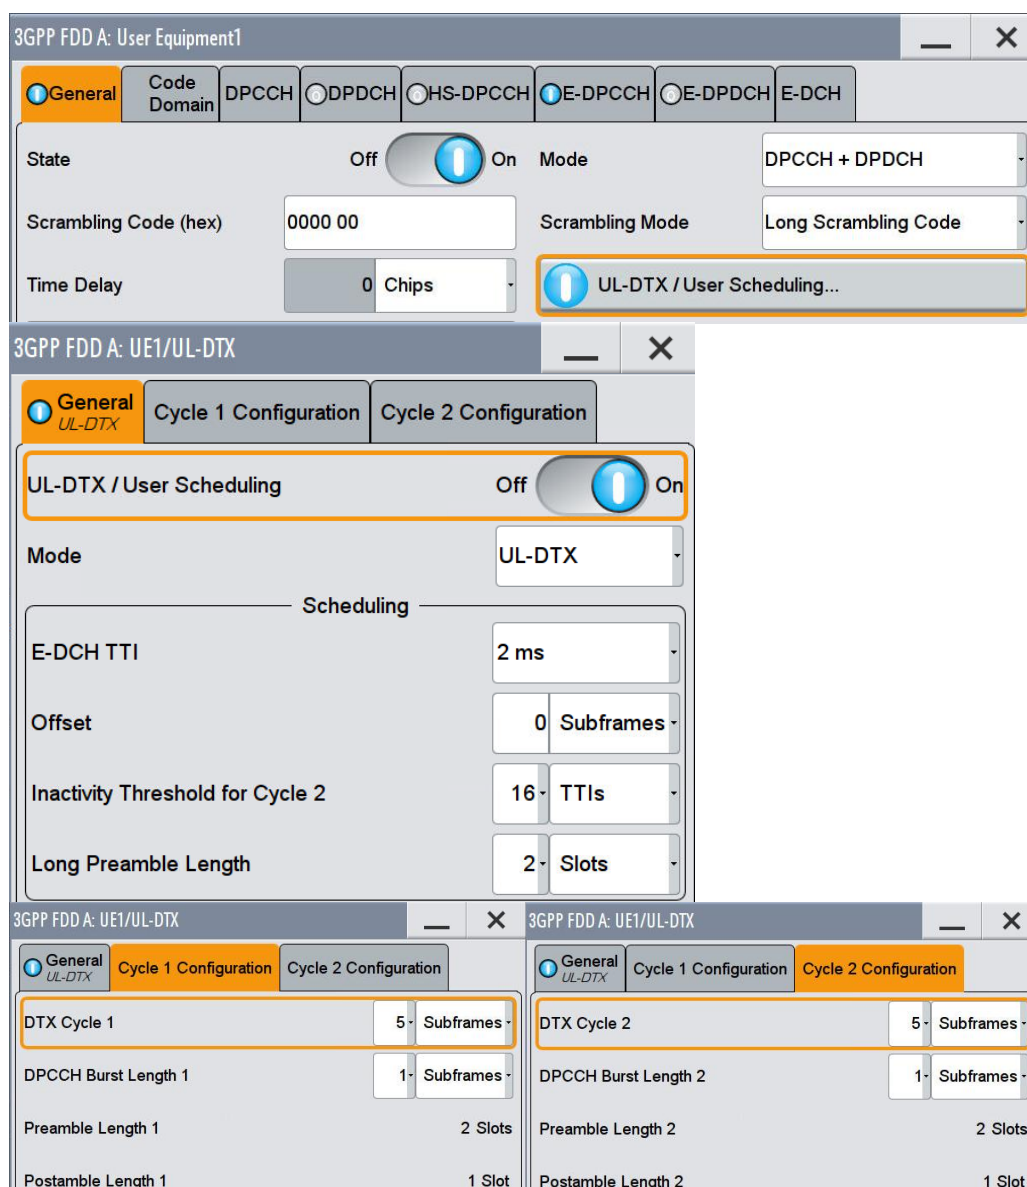 3GPP FDD A: User Equipment1
General
Code
Domain
DPCCH
DPDCH
HS-DPCCH
E-DPCCH
E-DPDCH
E-DCH
State Off On Mode DPCCH + DPDCH
Scrambling Code (hex) 0000 00 Scrambling Mode Long Scrambling Code
Time Delay 0 Chips UL-DTX / User Scheduling...
3GPP FDD A: UE1/UL-DTX
General
UL-DTX
Cycle 1 Configuration
Cycle 2 Configuration
UL-DTX / User Scheduling Off On
Mode UL-DTX
Scheduling
E-DCH TTI 2 ms
Offset 0 Subframes
Inactivity Threshold for Cycle 2 16 TTIs
Long Preamble Length 2 Slots
3GPP FDD A: UE1/UL-DTX
General
UL-DTX
Cycle 1 Configuration
Cycle 2 Configuration
DTX Cycle 1 5 Subframes
DPCCH Burst Length 1 1 Subframes
Preamble Length 1 2 Slots
Postamble Length 1 1 Slot
3GPP FDD A: UE1/UL-DTX
General
UL-DTX
Cycle 1 Configuration
Cycle 2 Configuration
DTX Cycle 2 5 Subframes
DPCCH Burst Length 2 1 Subframes
Preamble Length 2 2 Slots
Postamble Length 2 1 Slot